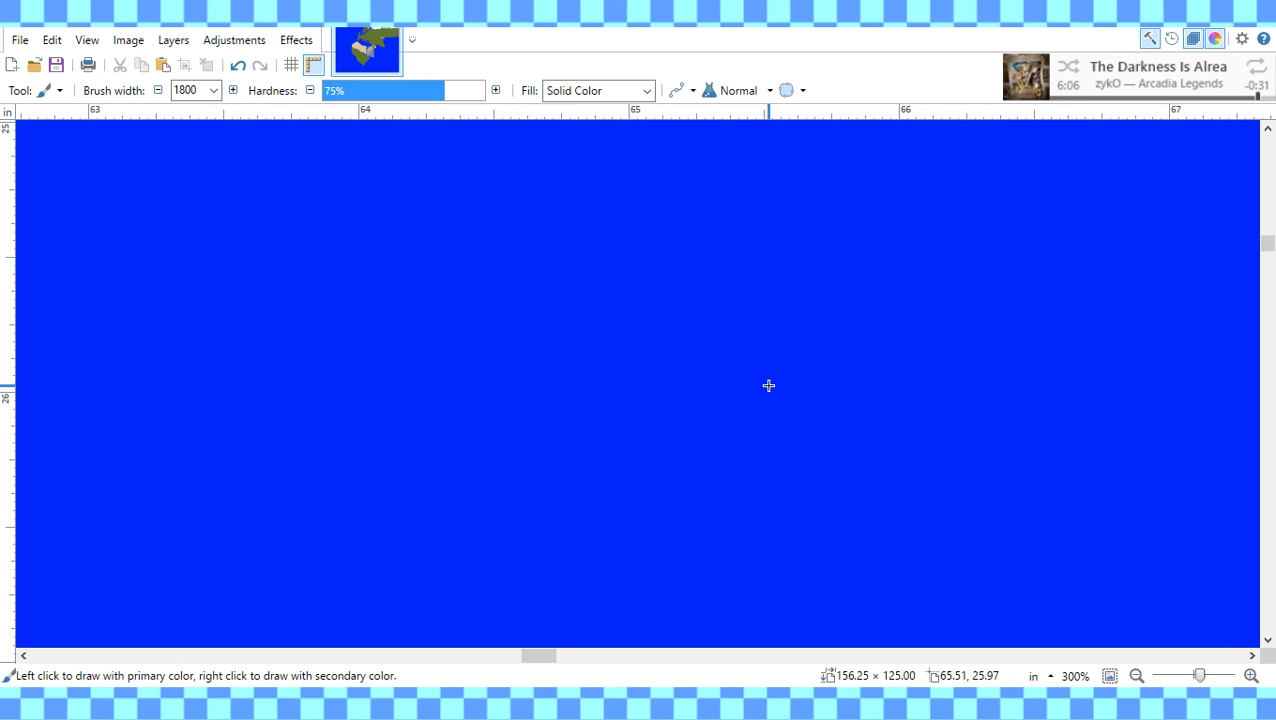 File Edit View Image Layers Adjustments Effects
The Darkness Is Alrea
6:06 zykO — Arcadia Legends -0:31
Tool: Brush width: 1800 Hardness: 75% Fill: Solid Color Normal
in 63 64 65 66 67
25
26
Left click to draw with primary color, right click to draw with secondary color. 156.25 × 125.00 65.51, 25.97 in 300%